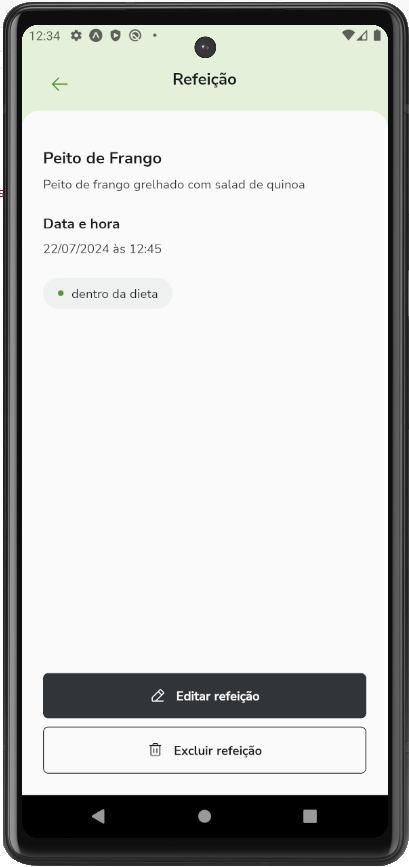 12:34
Refeição
Peito de Frango
Peito de frango grelhado com salad de quinoa
Data e hora
22/07/2024 às 12:45
dentro da dieta
Editar refeição
Excluir refeição